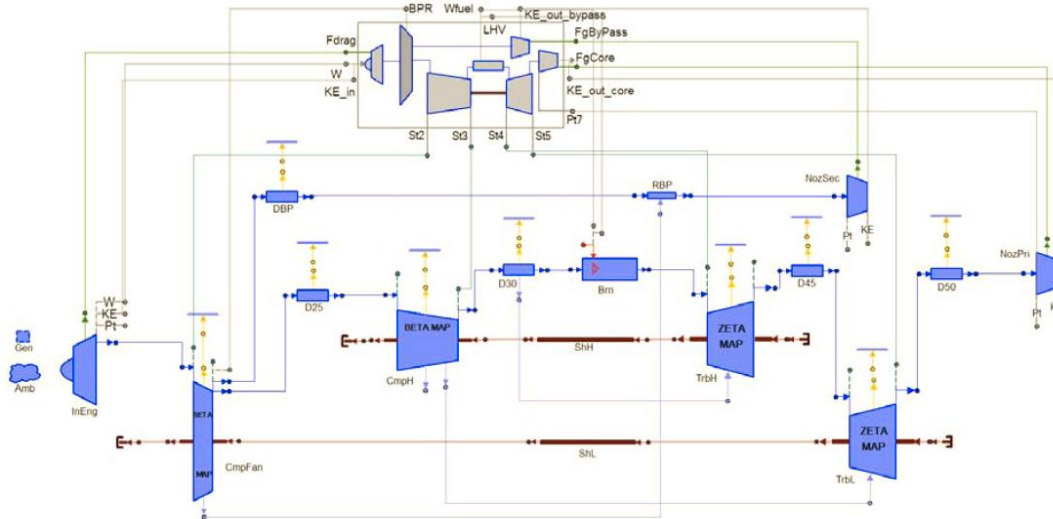 BPR
Wfuel
KE_out_bypass
LHV
FgByPass
Fdrag
FgCore
W
KE_in
KE_out_core
Pt7
St2
St3
St4
St5
NozSec
RBP
DBP
Pt
KE
D30
D45
NozPri
D25
Brn
D50
Pt
W
KE
Pt
BETA MAP
ZETA
MAP
Gen
ShH
CmpH
TrbH
Amb
InEng
BETA
MAP
ZETA
MAP
CmpFan
ShL
TrbL